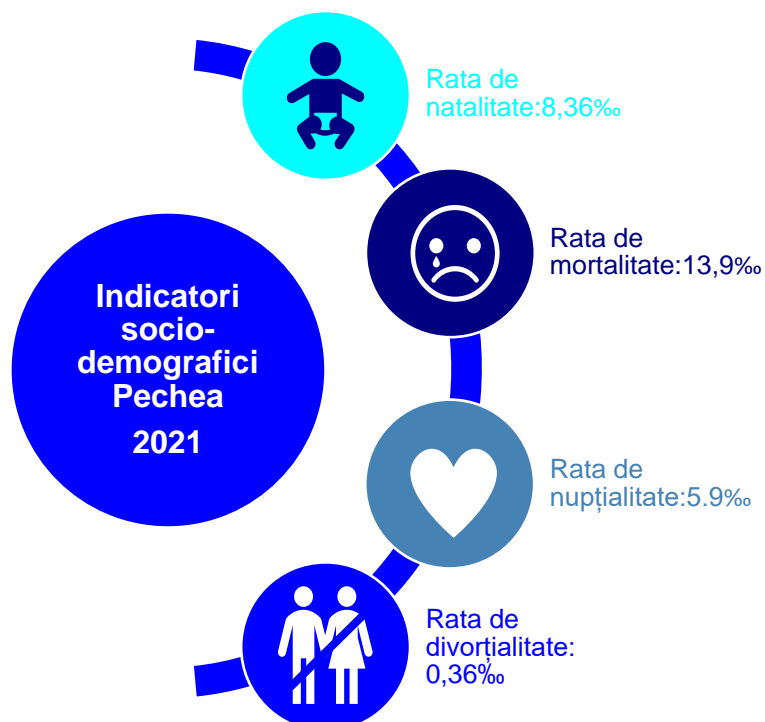 Indicatori
socio-
demografici
Pechea
2021
Rata de
natalitate:8,36‰
Rata de
mortalitate:13,9‰
Rata de
nupțialitate:5.9‰
Rata de
divorțialitate:
0,36‰